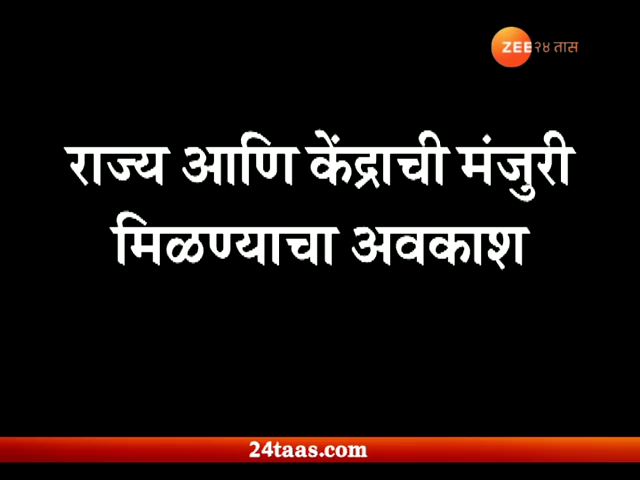 ZEE २४ तास
राज्य आणि केंद्राची मंजुरी
मिळण्याचा अवकाश
24taas.com